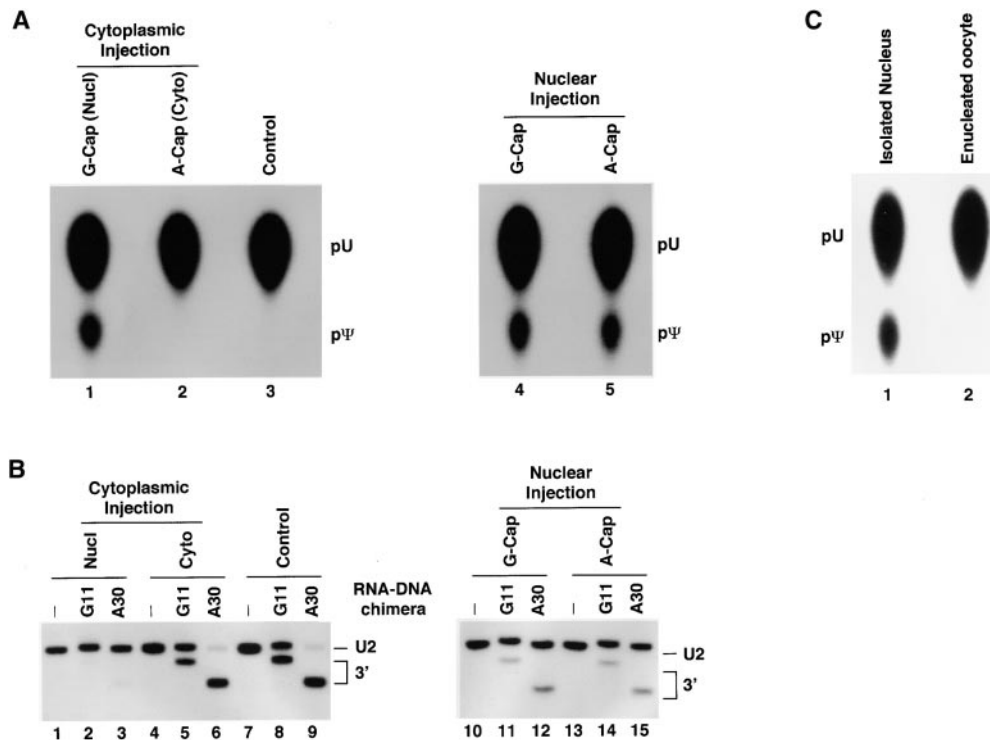 A
Cytoplasmic
Injection
G-Cap (Nucl)
A-Cap (Cyto)
Control
pU
pΨ
1 2 3
Nuclear
Injection
G-Cap
A-Cap
pU
pΨ
4 5
C
Isolated Nucleus
Enucleated oocyte
pU
pΨ
1 2
B
Cytoplasmic
Injection
Nucl
Cyto
Control
– G11 A30 – G11 A30 – G11 A30
RNA-DNA
chimera
U2
3'
1 2 3 4 5 6 7 8 9
Nuclear
Injection
G-Cap
A-Cap
– G11 A30 – G11 A30
U2
3'
10 11 12 13 14 15